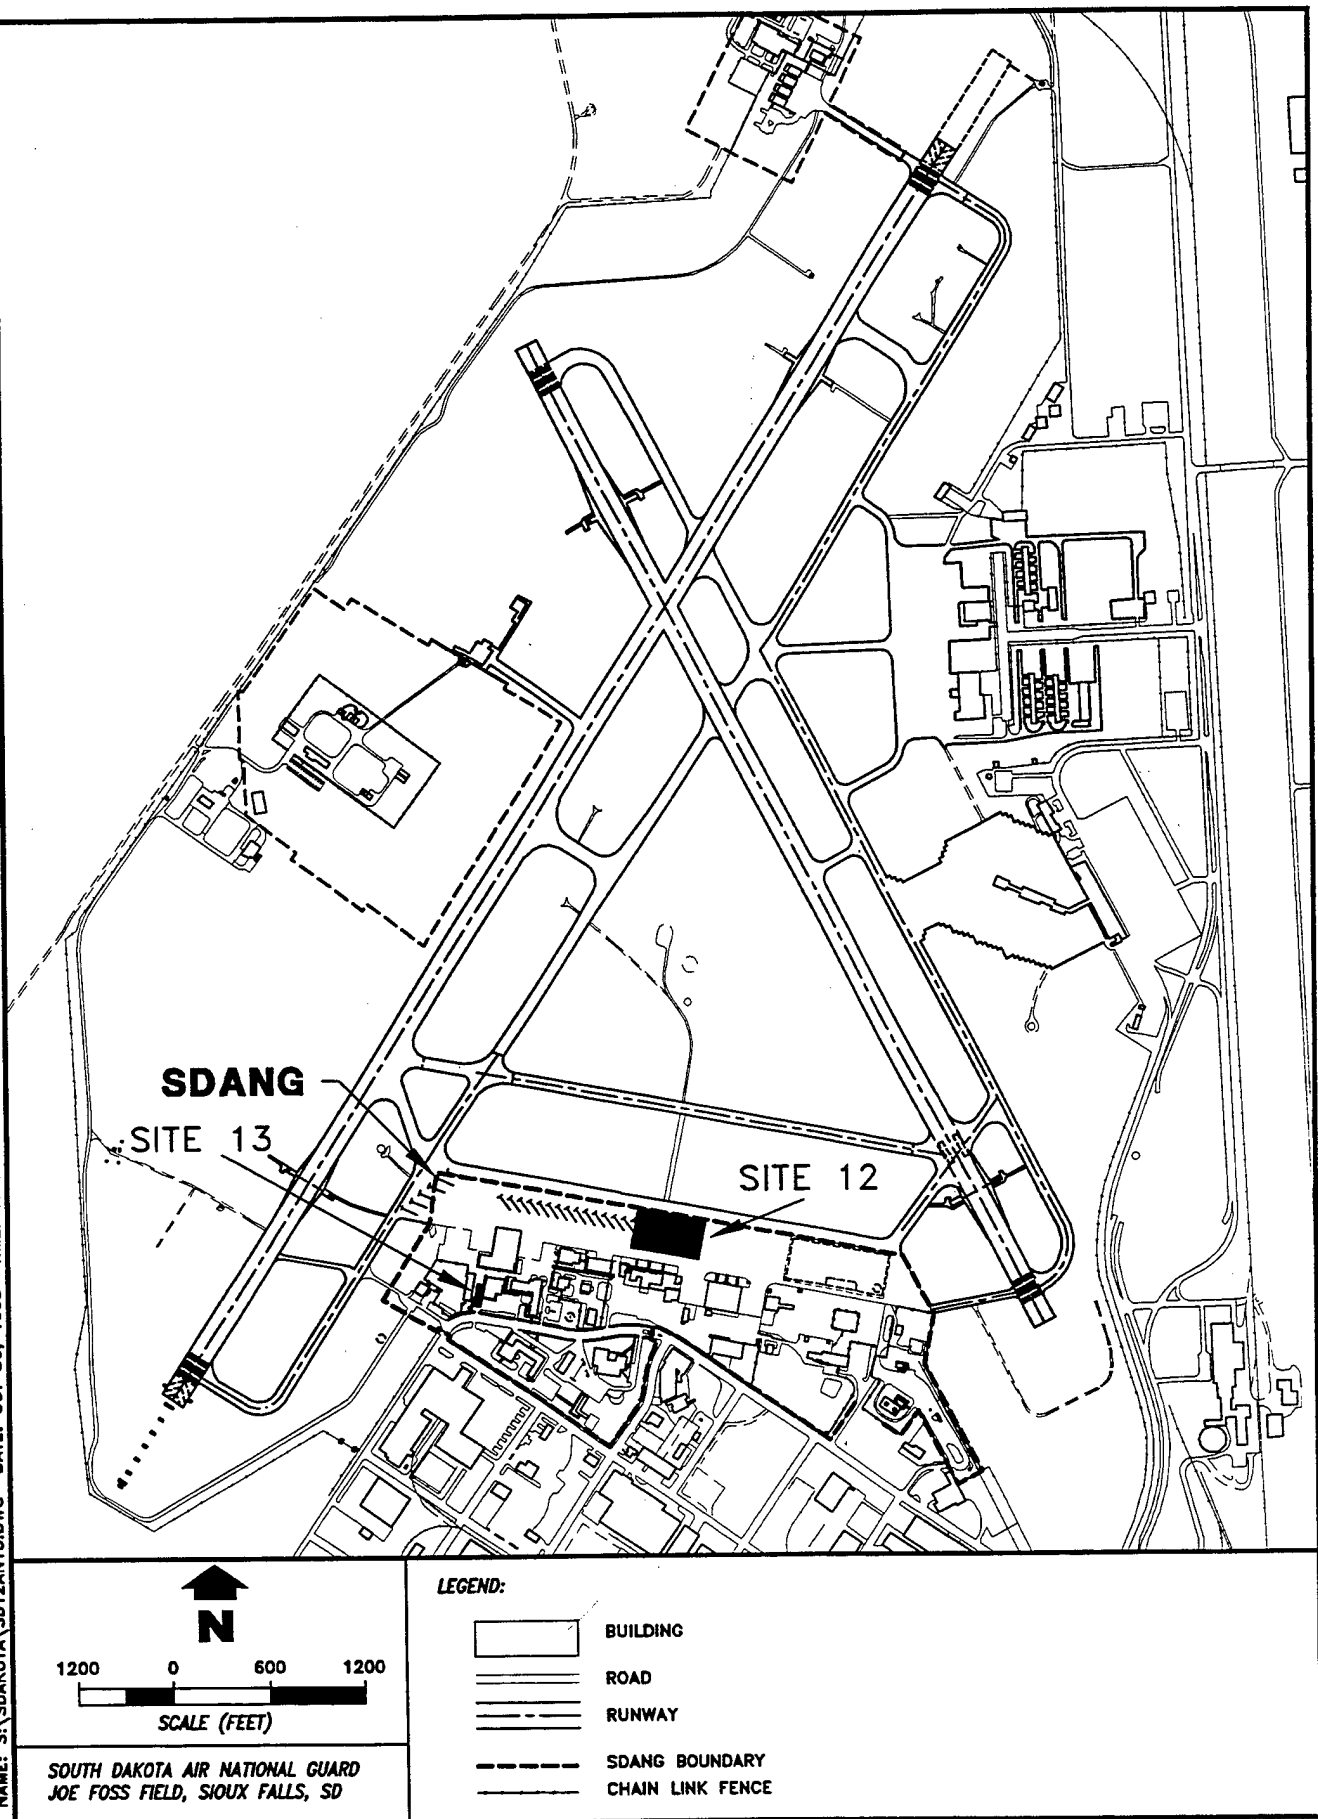 SDANG
SITE 13
SITE 12
N
1200 0 600 1200
SCALE (FEET)
SOUTH DAKOTA AIR NATIONAL GUARD
JOE FOSS FIELD, SIOUX FALLS, SD
LEGEND:
BUILDING
ROAD
RUNWAY
SDANG BOUNDARY
CHAIN LINK FENCE